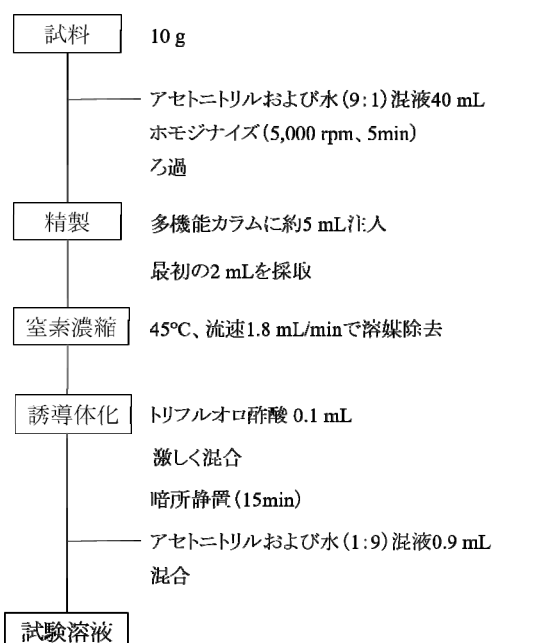 試料 10 g
アセトニトリルおよび水(9:1)混液40 mL
ホモジナイズ(5,000 rpm、5min)
ろ過
精製 多機能カラムに約5 mL注入
最初の2 mLを採取
窒素濃縮 45℃、流速1.8 mL/minで溶媒除去
誘導体化 トリフルオロ酢酸 0.1 mL
激しく混合
暗所静置(15min)
アセトニトリルおよび水(1:9)混液0.9 mL
混合
試験溶液